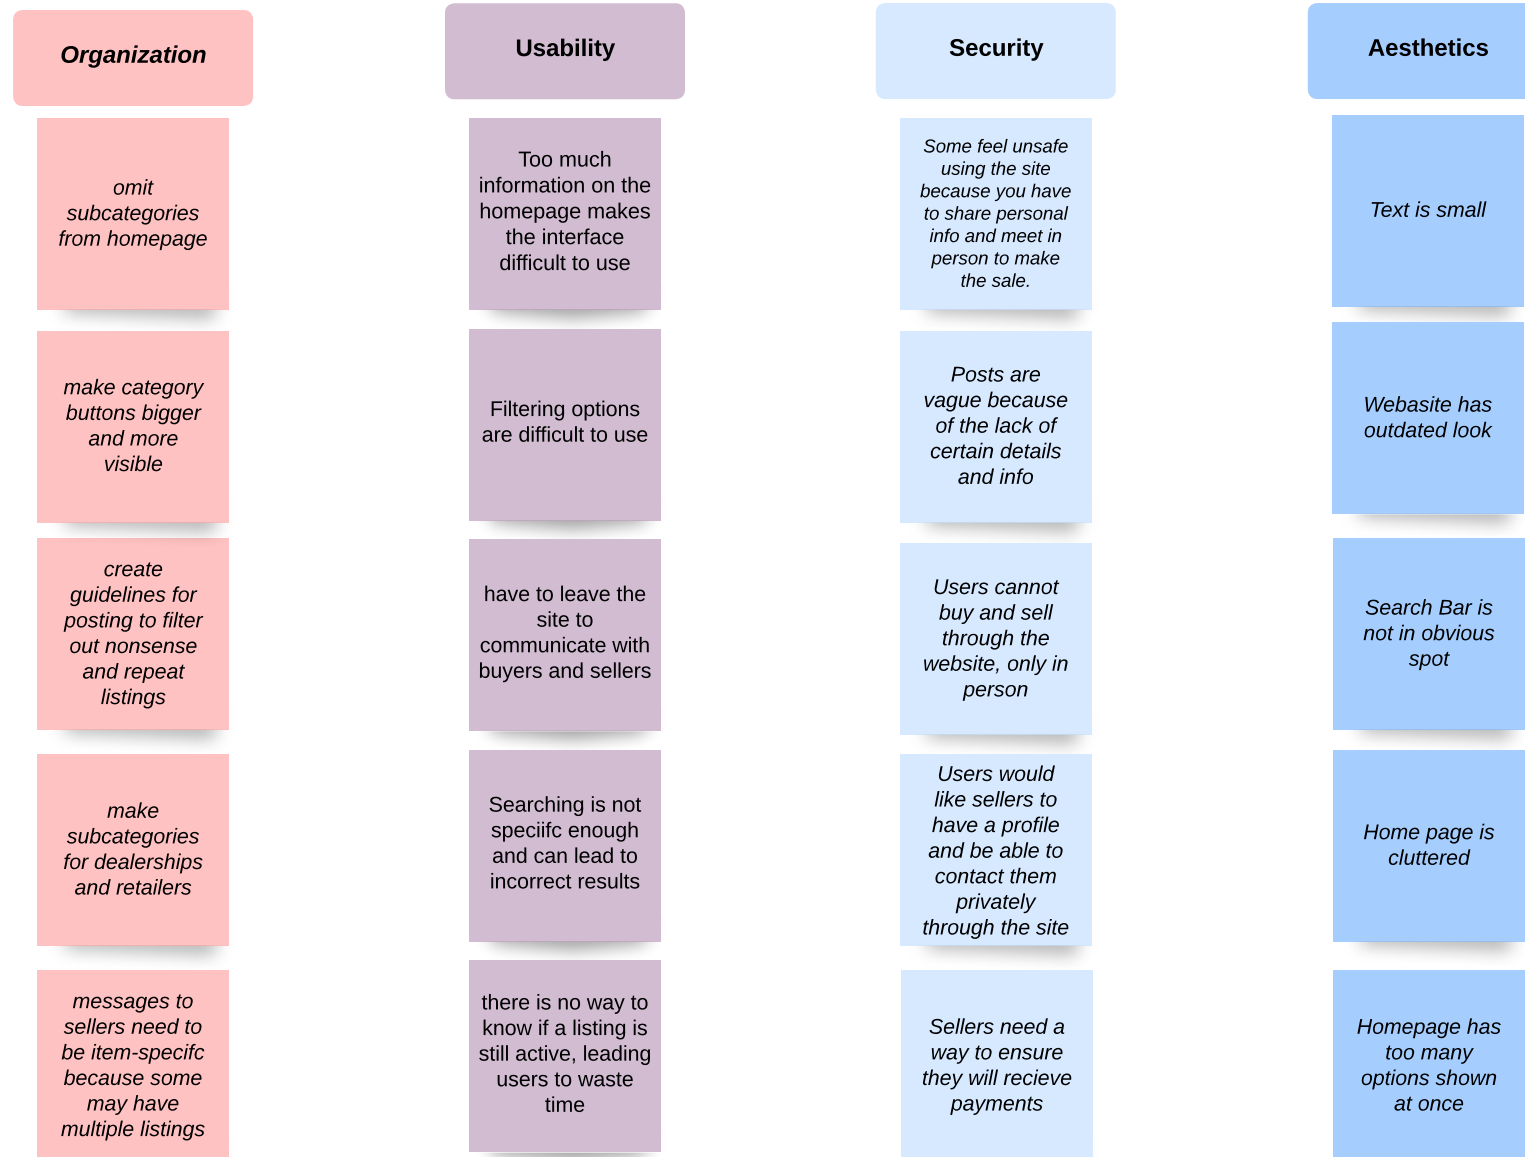 Organization
omit
subcategories
from homepage
make category
buttons bigger
and more
visible
create
guidelines for
posting to filter
out nonsense
and repeat
listings
make
subcategories
for dealerships
and retailers
messages to
sellers need to
be item-specifc
because some
may have
multiple listings
Usability
Too much
information on the
homepage makes
the interface
difficult to use
Filtering options
are difficult to use
have to leave the
site to
communicate with
buyers and sellers
Searching is not
speciifc enough
and can lead to
incorrect results
there is no way to
know if a listing is
still active, leading
users to waste
time
Security
Some feel unsafe
using the site
because you have
to share personal
info and meet in
person to make
the sale.
Posts are
vague because
of the lack of
certain details
and info
Users cannot
buy and sell
through the
website, only in
person
Users would
like sellers to
have a profile
and be able to
contact them
privately
through the site
Sellers need a
way to ensure
they will recieve
payments
Aesthetics
Text is small
Webasite has
outdated look
Search Bar is
not in obvious
spot
Home page is
cluttered
Homepage has
too many
options shown
at once